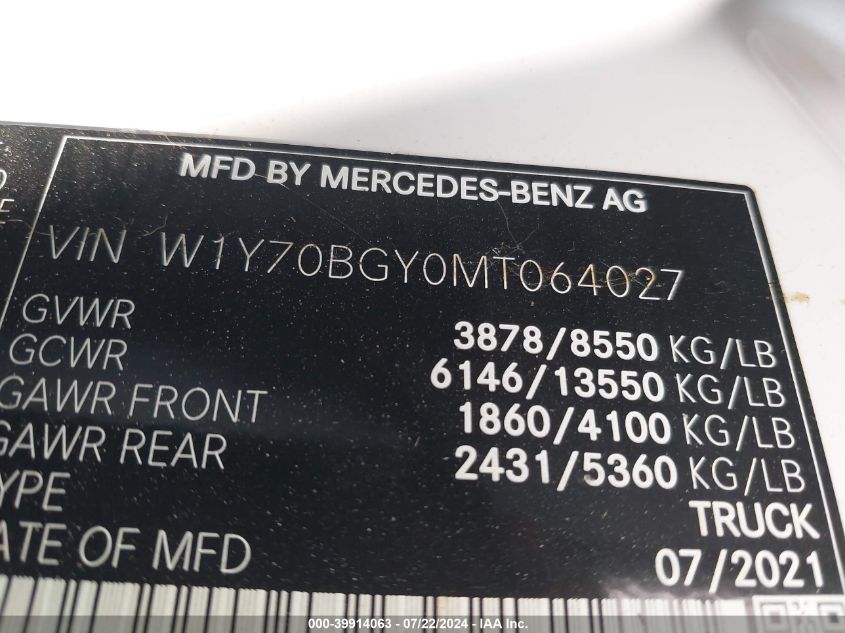 MFD BY MERCEDES-BENZ AG
VIN W1Y70BGY0MT064027
GVWR 3878/8550 KG/LB
GCWR 6146/13550 KG/LB
GAWR FRONT 1860/4100 KG/LB
GAWR REAR 2431/5360 KG/LB
YPE TRUCK
ATE OF MFD 07/2021
000-39914063 - 07/22/2024 - IAA Inc.